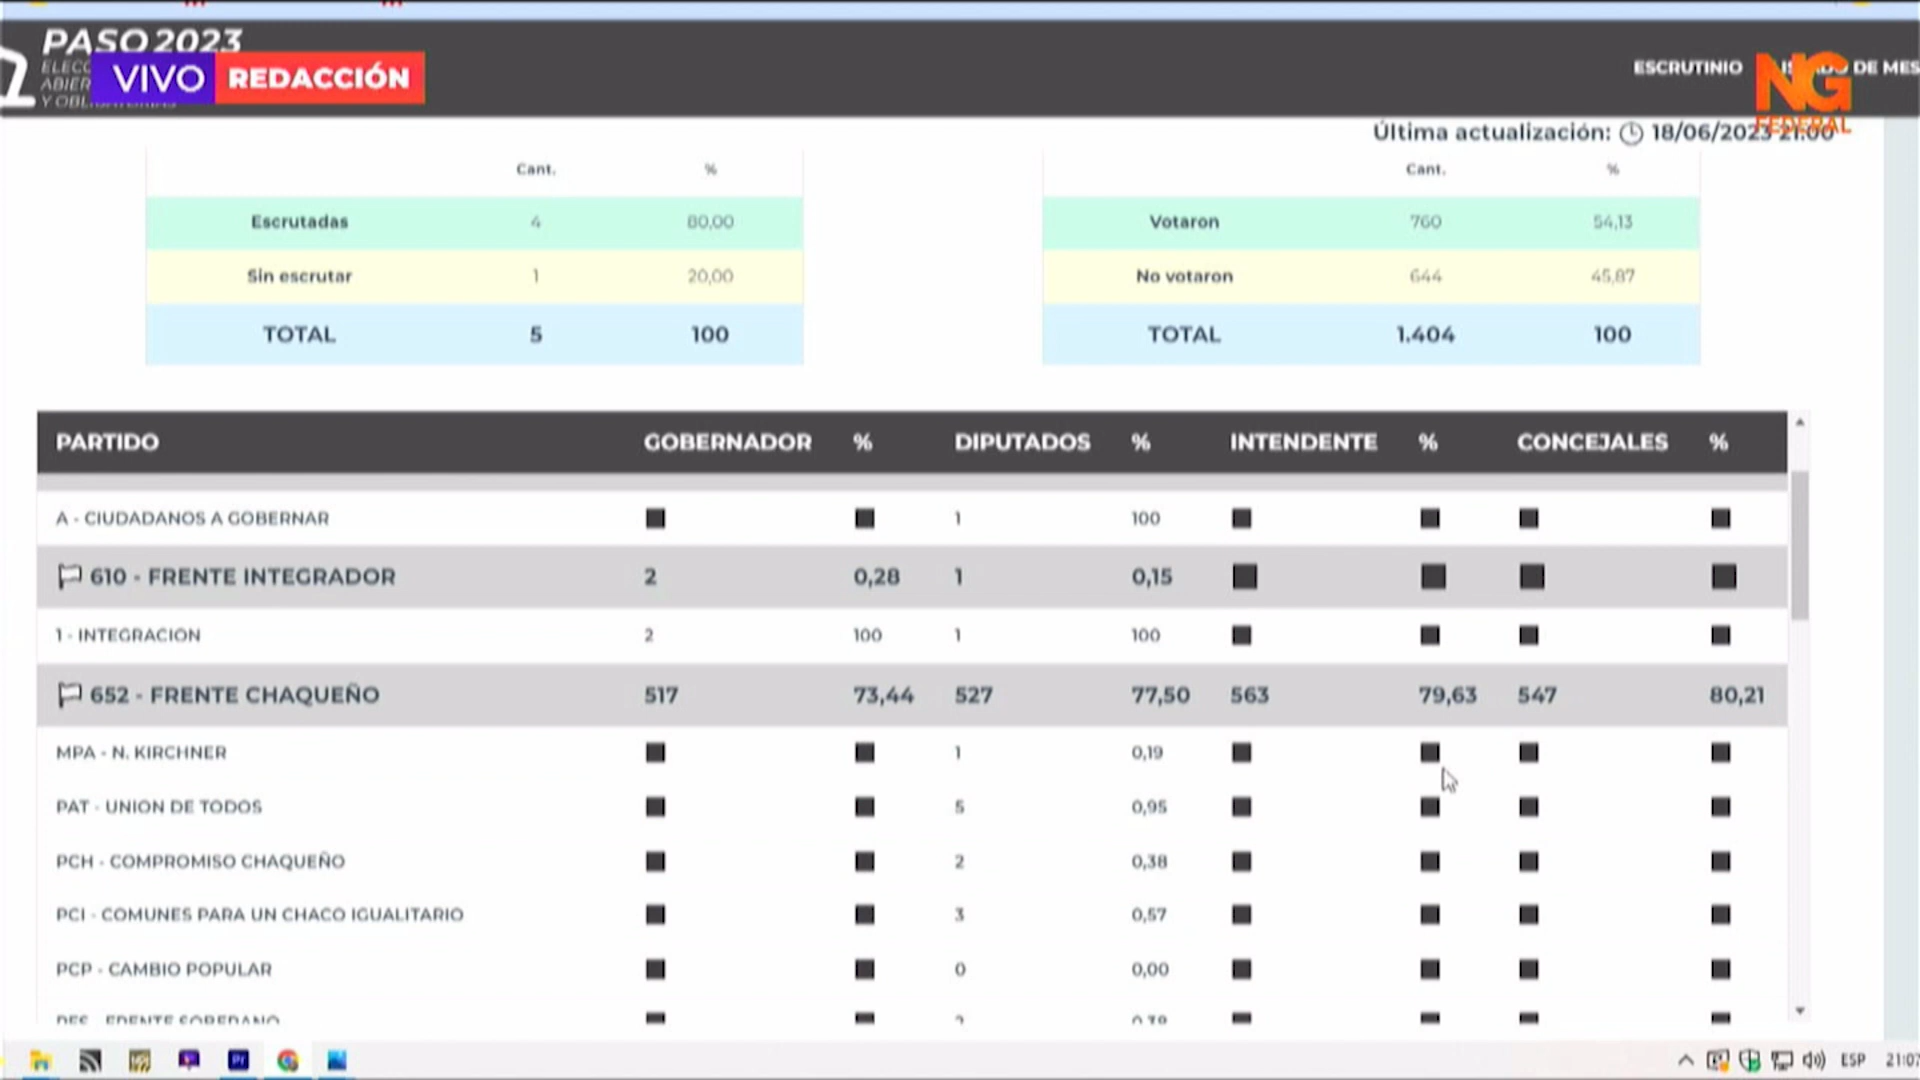 PASO 2023
VIVO REDACCIÓN
ESCRUTINIO DE MES
NG
FEDERAL
Última actualización: 18/06/2023 21:00
Cant. %
Escrutadas 4 80,00
Sin escrutar 1 20,00
TOTAL 5 100
Cant. %
Votaron 760 54,13
No votaron 644 45,87
TOTAL 1.404 100
PARTIDO GOBERNADOR % DIPUTADOS % INTENDENTE % CONCEJALES %
A - CIUDADANOS A GOBERNAR 1 100
610 - FRENTE INTEGRADOR 2 0,28 1 0,15
1 - INTEGRACION 2 100 1 100
652 - FRENTE CHAQUEÑO 517 73,44 527 77,50 563 79,63 547 80,21
MPA - N. KIRCHNER 1 0,19
PAT - UNION DE TODOS 5 0,95
PCH - COMPROMISO CHAQUEÑO 2 0,38
PCI - COMUNES PARA UN CHACO IGUALITARIO 3 0,57
PCP - CAMBIO POPULAR 0 0,00
ESP 21:07